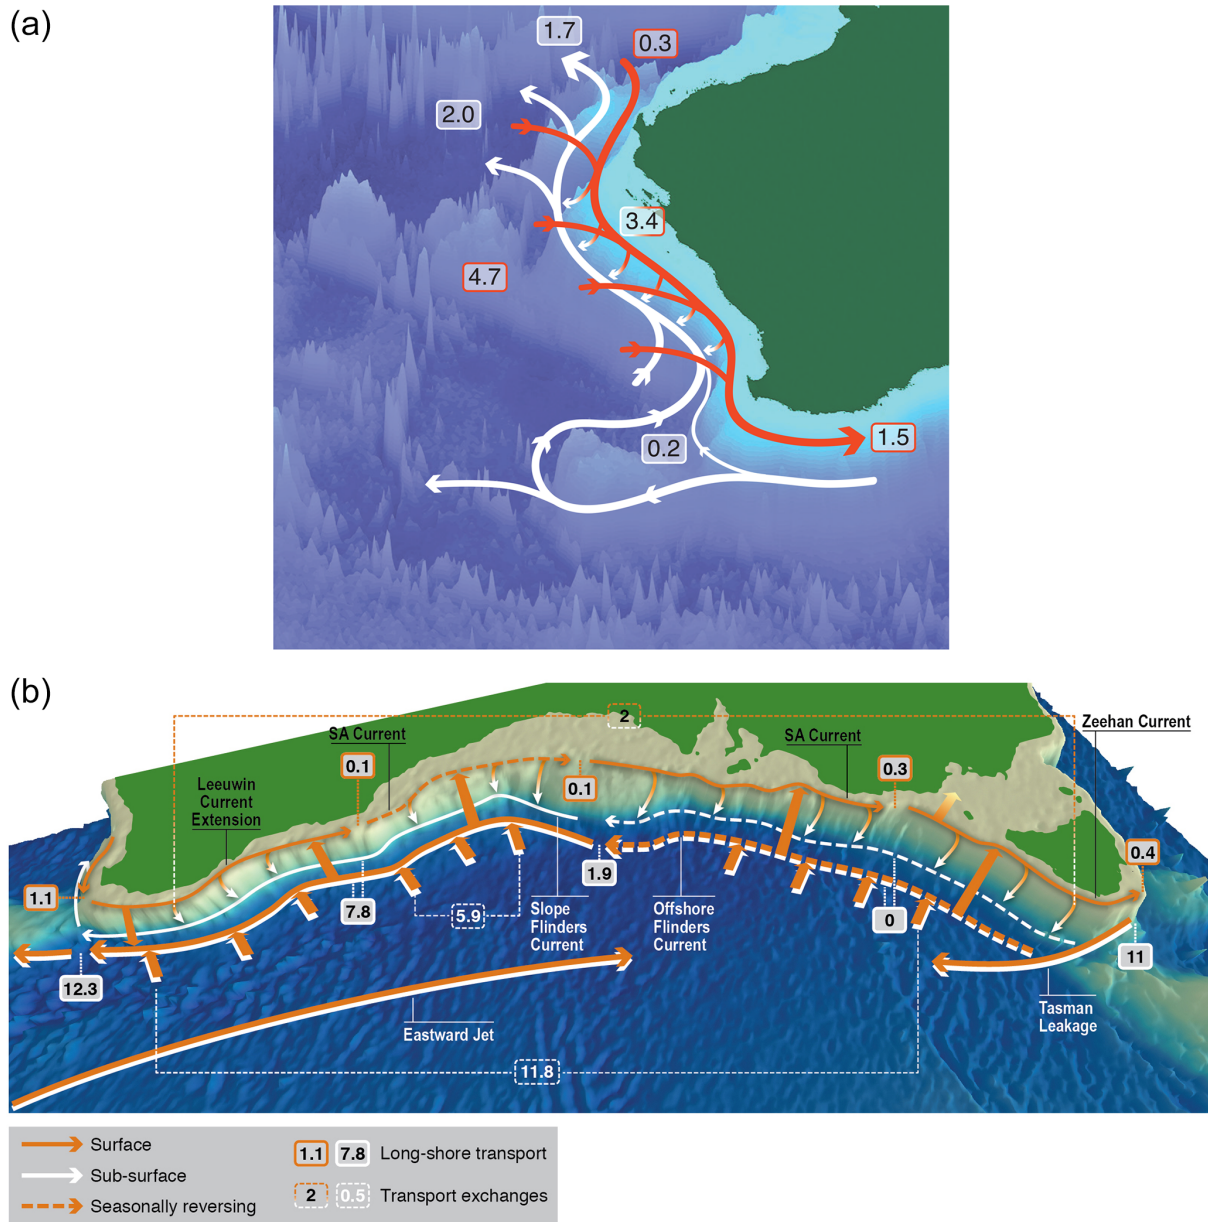 (a)
1.7
0.3
2.0
3.4
4.7
0.2
1.5
(b)
2
Zeehan Current
SA Current
SA Current
0.1
0.3
Leeuwin
Current
Extension
0.1
0.4
1.1
1.9
7.8
5.9
Slope
Flinders
Current
Offshore
Flinders
Current
0
11
12.3
Tasman
Leakage
Eastward Jet
11.8
Surface
1.1
7.8
Long-shore transport
Sub-surface
2
0.5
Transport exchanges
Seasonally reversing